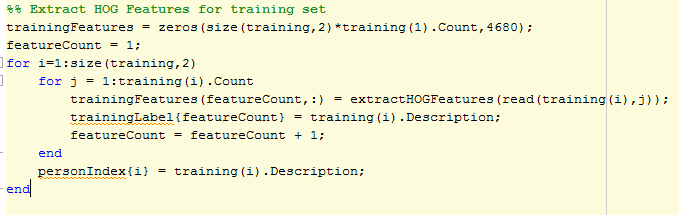 %% Extract HOG Features for training set
trainingFeatures = zeros(size(training,2)*training(1).Count,4680);
featureCount = 1;
for i=1:size(training,2)
    for j = 1:training(i).Count
        trainingFeatures(featureCount,:) = extractHOGFeatures(read(training(i),j));
        trainingLabel{featureCount} = training(i).Description;
        featureCount = featureCount + 1;
    end
    personIndex{i} = training(i).Description;
end